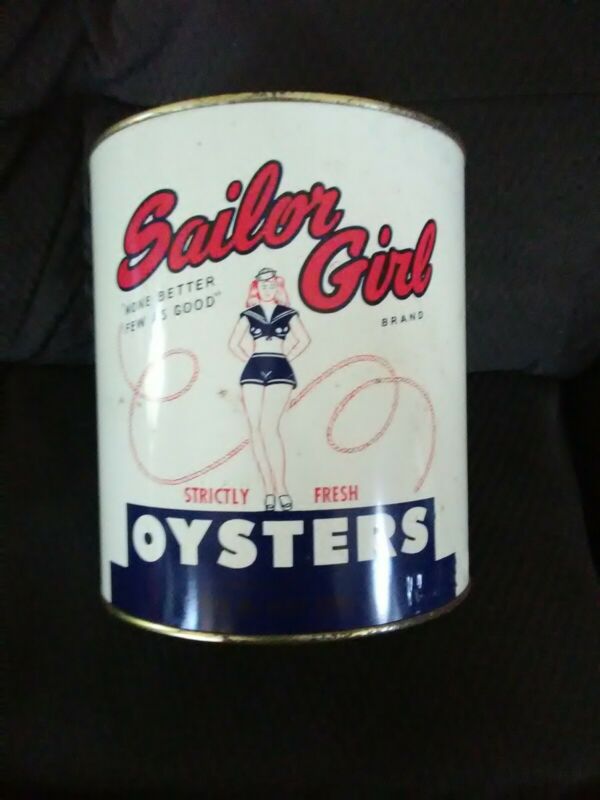 Sailor
Girl
"NONE BETTER
FEW AS GOOD"
BRAND
STRICTLY FRESH
OYSTERS